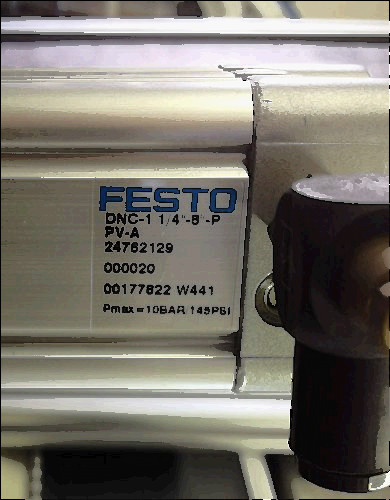 FESTO
DNC-1 1/4"-8"-P
PV-A
24762129
000020
00177822 W441
Pmax=10BAR 145PSI